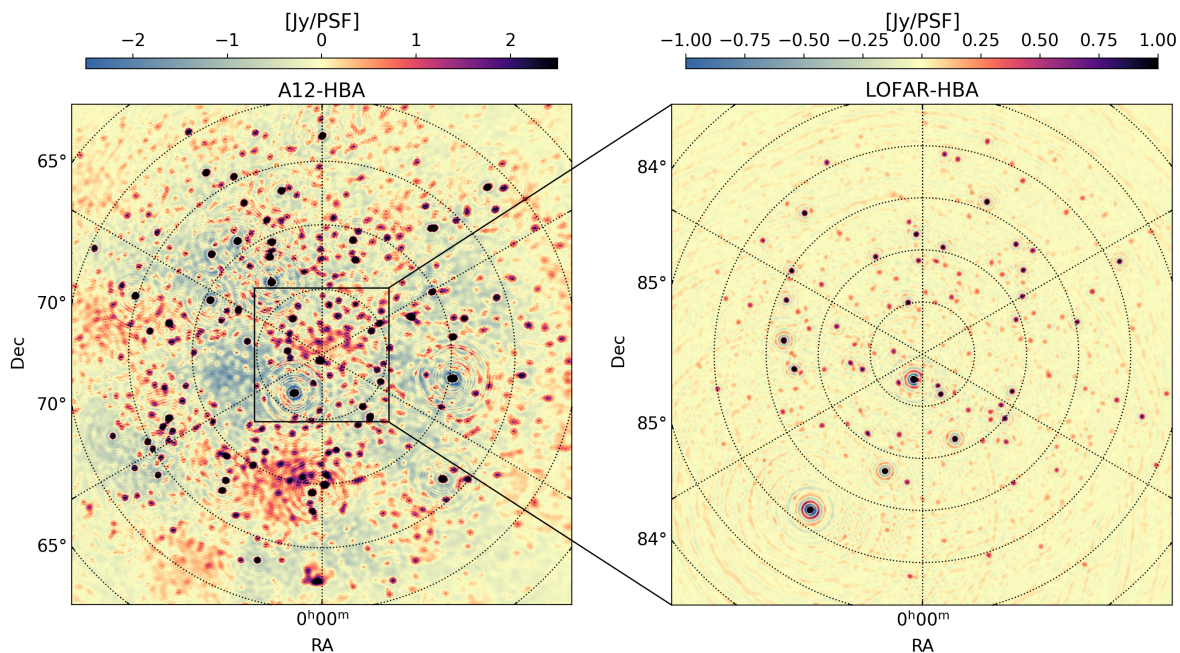 [Jy/PSF]
−2 −1 0 1 2
A12-HBA
65°
70°
70°
65°
Dec
0ʰ00ᵐ
RA
[Jy/PSF]
−1.00 −0.75 −0.50 −0.25 0.00 0.25 0.50 0.75 1.00
LOFAR-HBA
84°
85°
85°
84°
Dec
0ʰ00ᵐ
RA